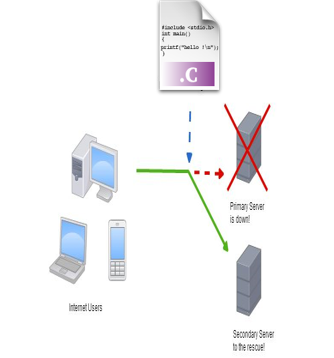 #include <stdio.h>
int main()
{
printf("hello !\n");
}
.C
Primary Server
is down!
Internet Users
Secondary Server
to the rescue!